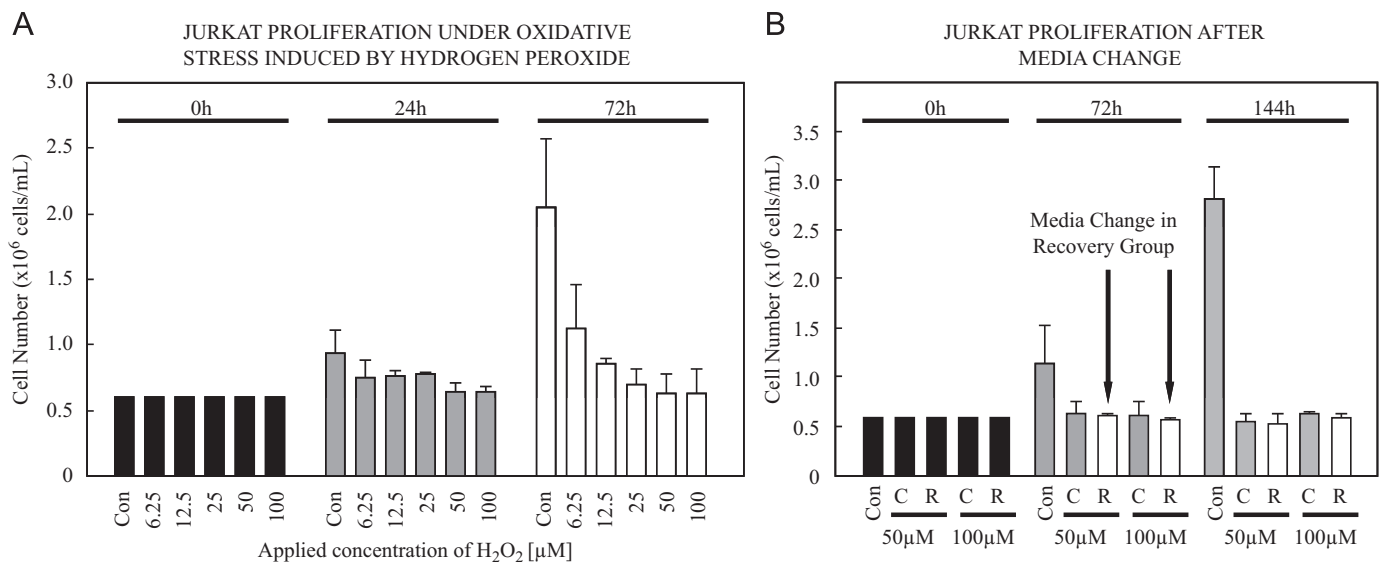 A
JURKAT PROLIFERATION UNDER OXIDATIVE
STRESS INDUCED BY HYDROGEN PEROXIDE
3.0
2.5
2.0
1.5
1.0
0.5
0
Cell Number (x10⁶ cells/mL)
0h
24h
72h
Con 6.25 12.5 25 50 100
Con 6.25 12.5 25 50 100
Con 6.25 12.5 25 50 100
Applied concentration of H₂O₂ [µM]
B
JURKAT PROLIFERATION AFTER
MEDIA CHANGE
3.5
3.0
2.5
2.0
1.5
1.0
0.5
0
Cell Number (x10⁶ cells/mL)
0h
72h
144h
Media Change in
Recovery Group
Con C R C R
50µM 100µM
Con C R C R
50µM 100µM
Con C R C R
50µM 100µM